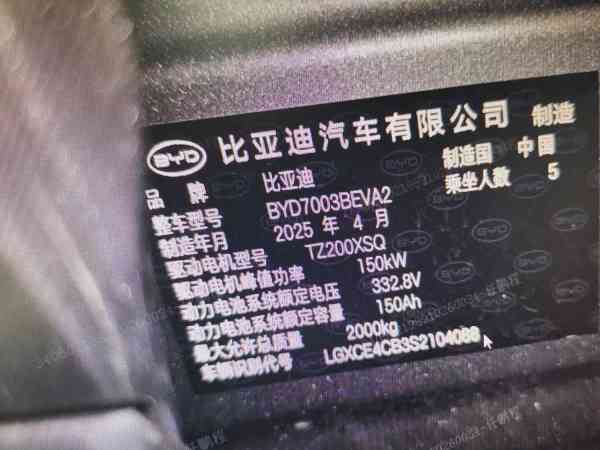 BYD 比亚迪汽车有限公司 制造
品牌 比亚迪 制造国 中国
整车型号 BYD7003BEVA2 乘坐人数 5
制造年月 2025 年 4 月
驱动电机型号 TZ200XSQ
驱动电机峰值功率 150kW
动力电池系统额定电压 332.8V
动力电池系统额定容量 150Ah
最大允许总质量 2000kg
车辆识别代号 LGXCE4CB3S2104088